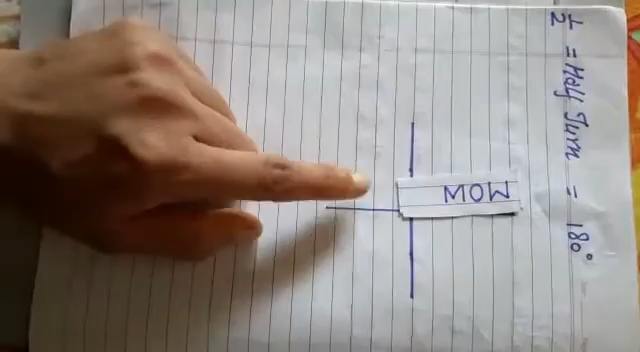 1/2 = Half Turn = 180°
MOW